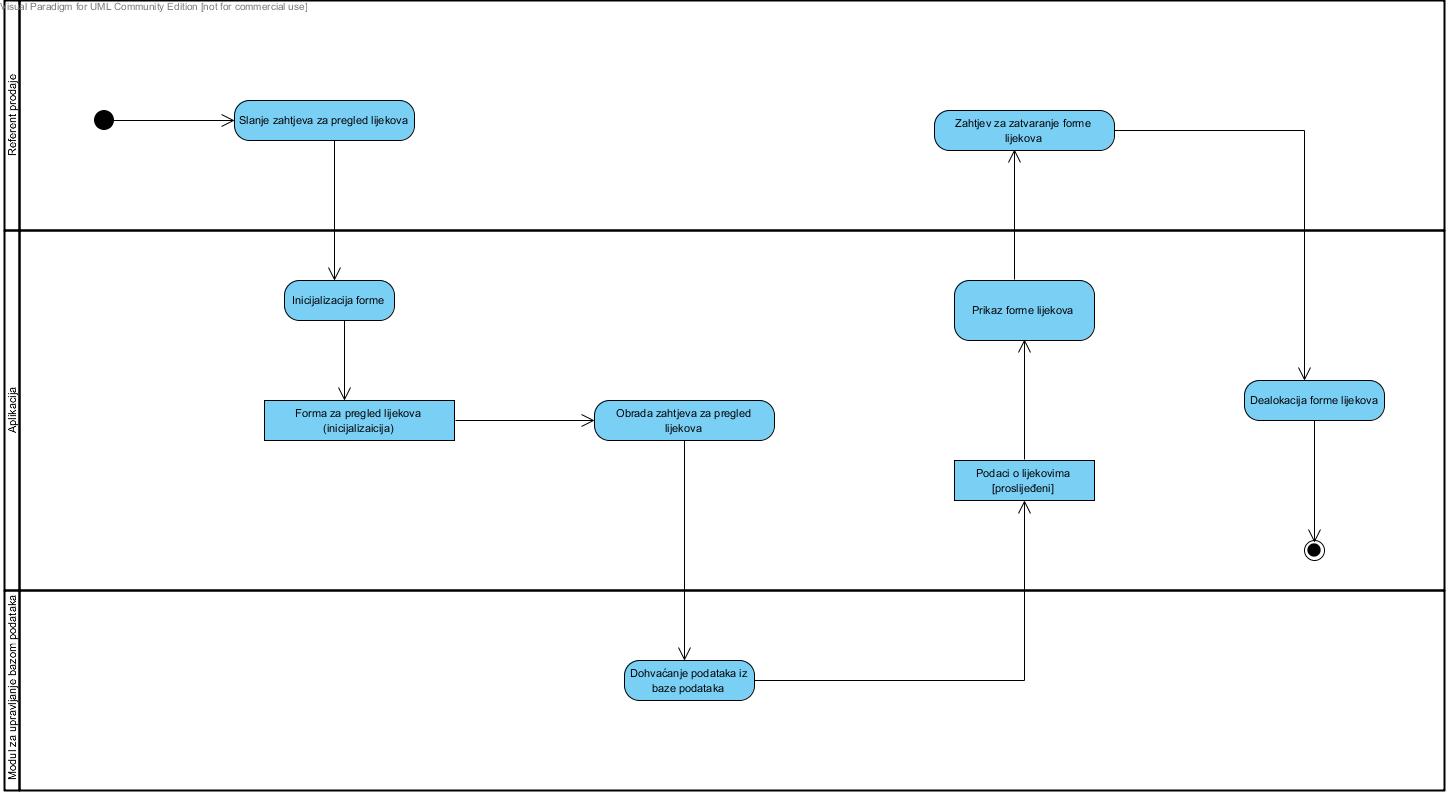 Visual Paradigm for UML Community Edition [not for commercial use]
Referent prodaje
Slanje zahtjeva za pregled lijekova
Zahtjev za zatvaranje forme
lijekova
Aplikacija
Inicijalizacija forme
Prikaz forme lijekova
Forma za pregled lijekova
(inicijalizaicija)
Obrada zahtjeva za pregled
lijekova
Dealokacija forme lijekova
Podaci o lijekovima
[proslijeđeni]
Modul za upravljanje bazom podataka
Dohvaćanje podataka iz
baze podataka